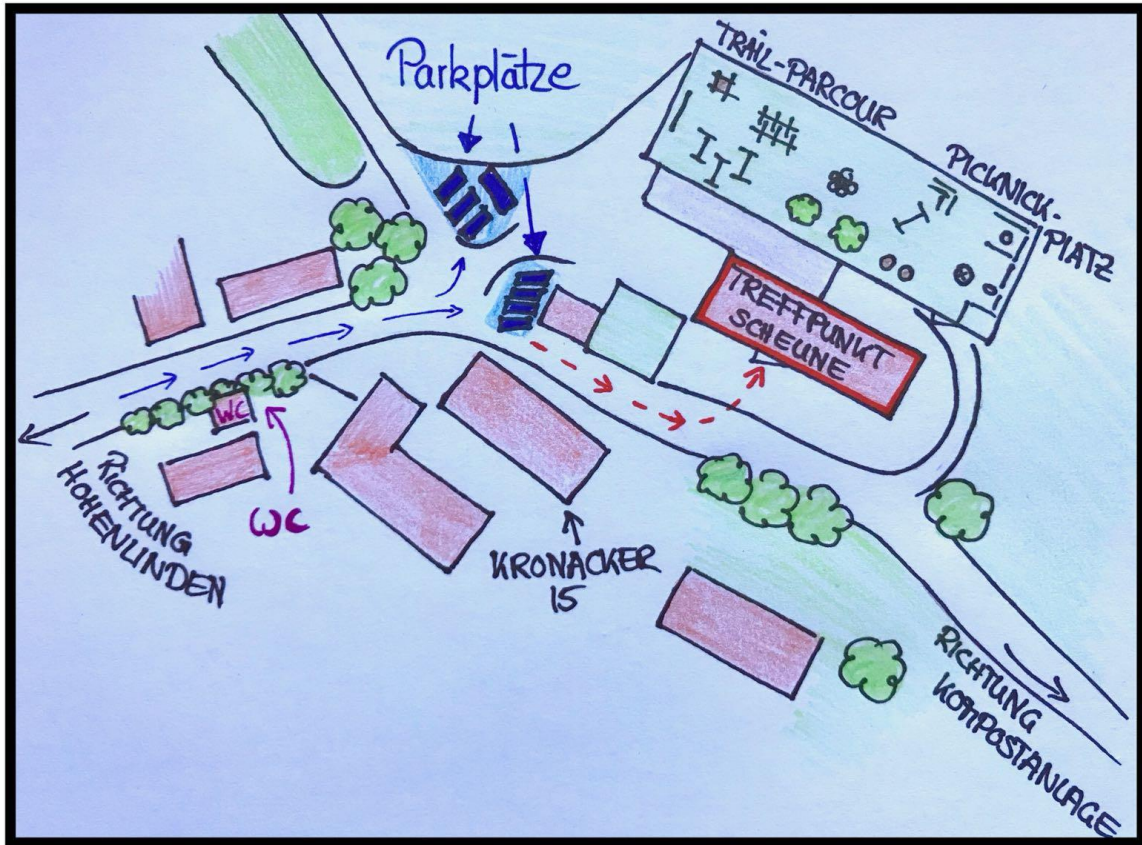 Parkplätze
TRAIL-PARCOUR
PICKNICK-
PLATZ
TREFFPUNKT
SCHEUNE
WC
WC
RICHTUNG
HOHENLINDEN
KRONACKER
15
RICHTUNG
KOMPOSTANLAGE